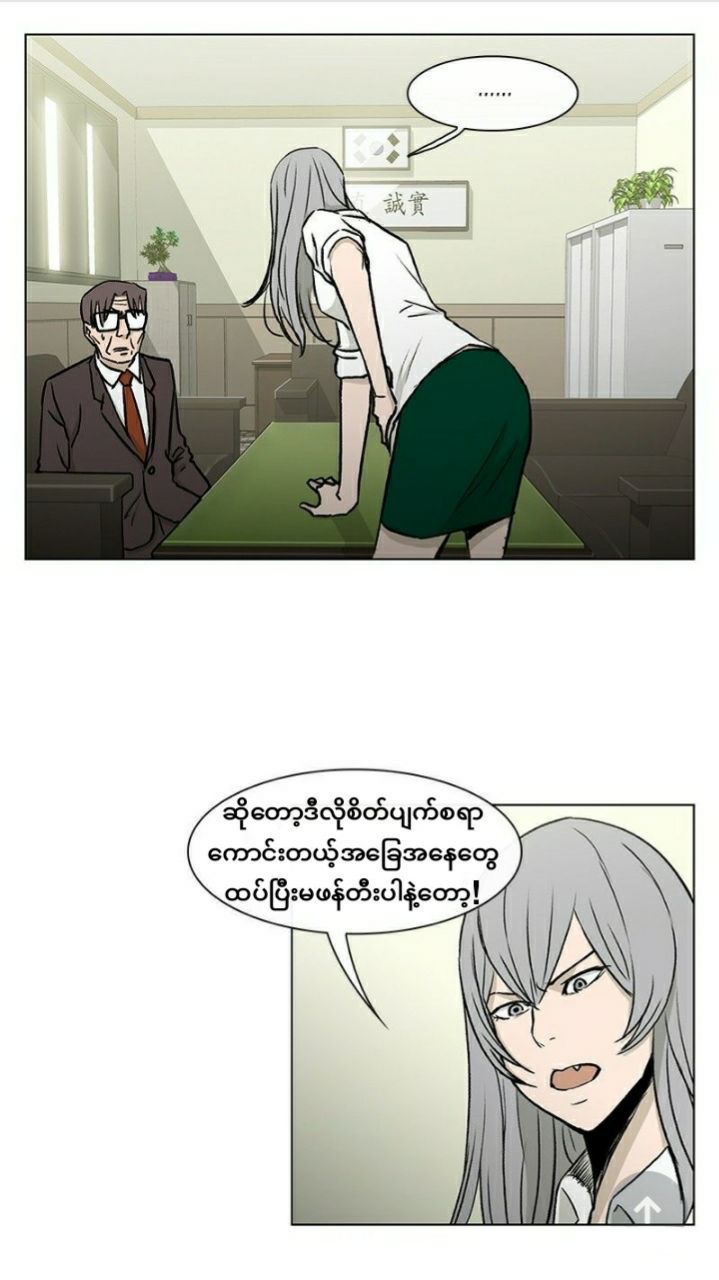 ......
誠實
ဆိုတော့ဒီလိုစိတ်ပျက်စရာ
ကောင်းတယ့်အခြေအနေတွေ
ထပ်ပြီးမဖန်တီးပါနဲ့တော့!